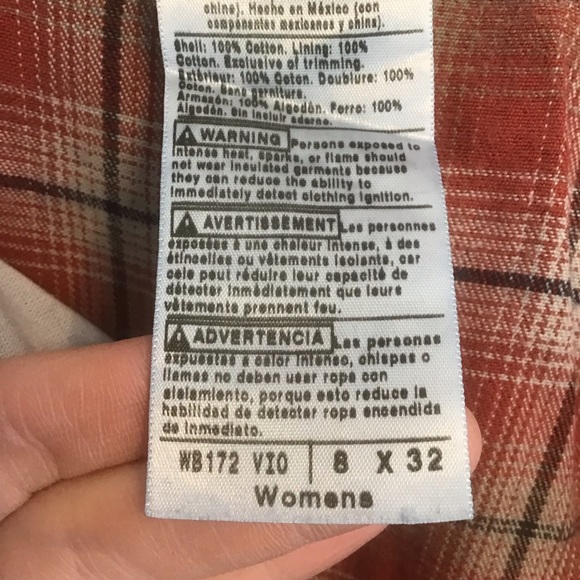 china). Hecho en México (con
componentes mexicanos y china).
Shell: 100% Cotton. Lining: 100%
Cotton. Exclusive of trimming.
Extérieur: 100% Coton. Doublure: 100%
Coton. Sans garniture.
Armazón: 100% Algodón. Forro: 100%
Algodón. Sin incluir adorno.
WARNING Persons exposed to
intense heat, sparks, or flame should
not wear insulated garments because
they can reduce the ability to
immediately detect clothing ignition.
AVERTISSEMENT Les personnes
exposées à une chaleur intense, à des
étincelles ou vêtements isolants, car
cela peut réduire leur capacité de
détecter immédiatement que leurs
vêtements prennent feu.
ADVERTENCIA Las personas
expuestas a calor intenso, chispas o
llamas no deben usar ropa con
aislamiento, porque esto reduce la
habilidad de detectar ropa encendida
de inmediato.
WB172 VIO 8 X 32
Womens